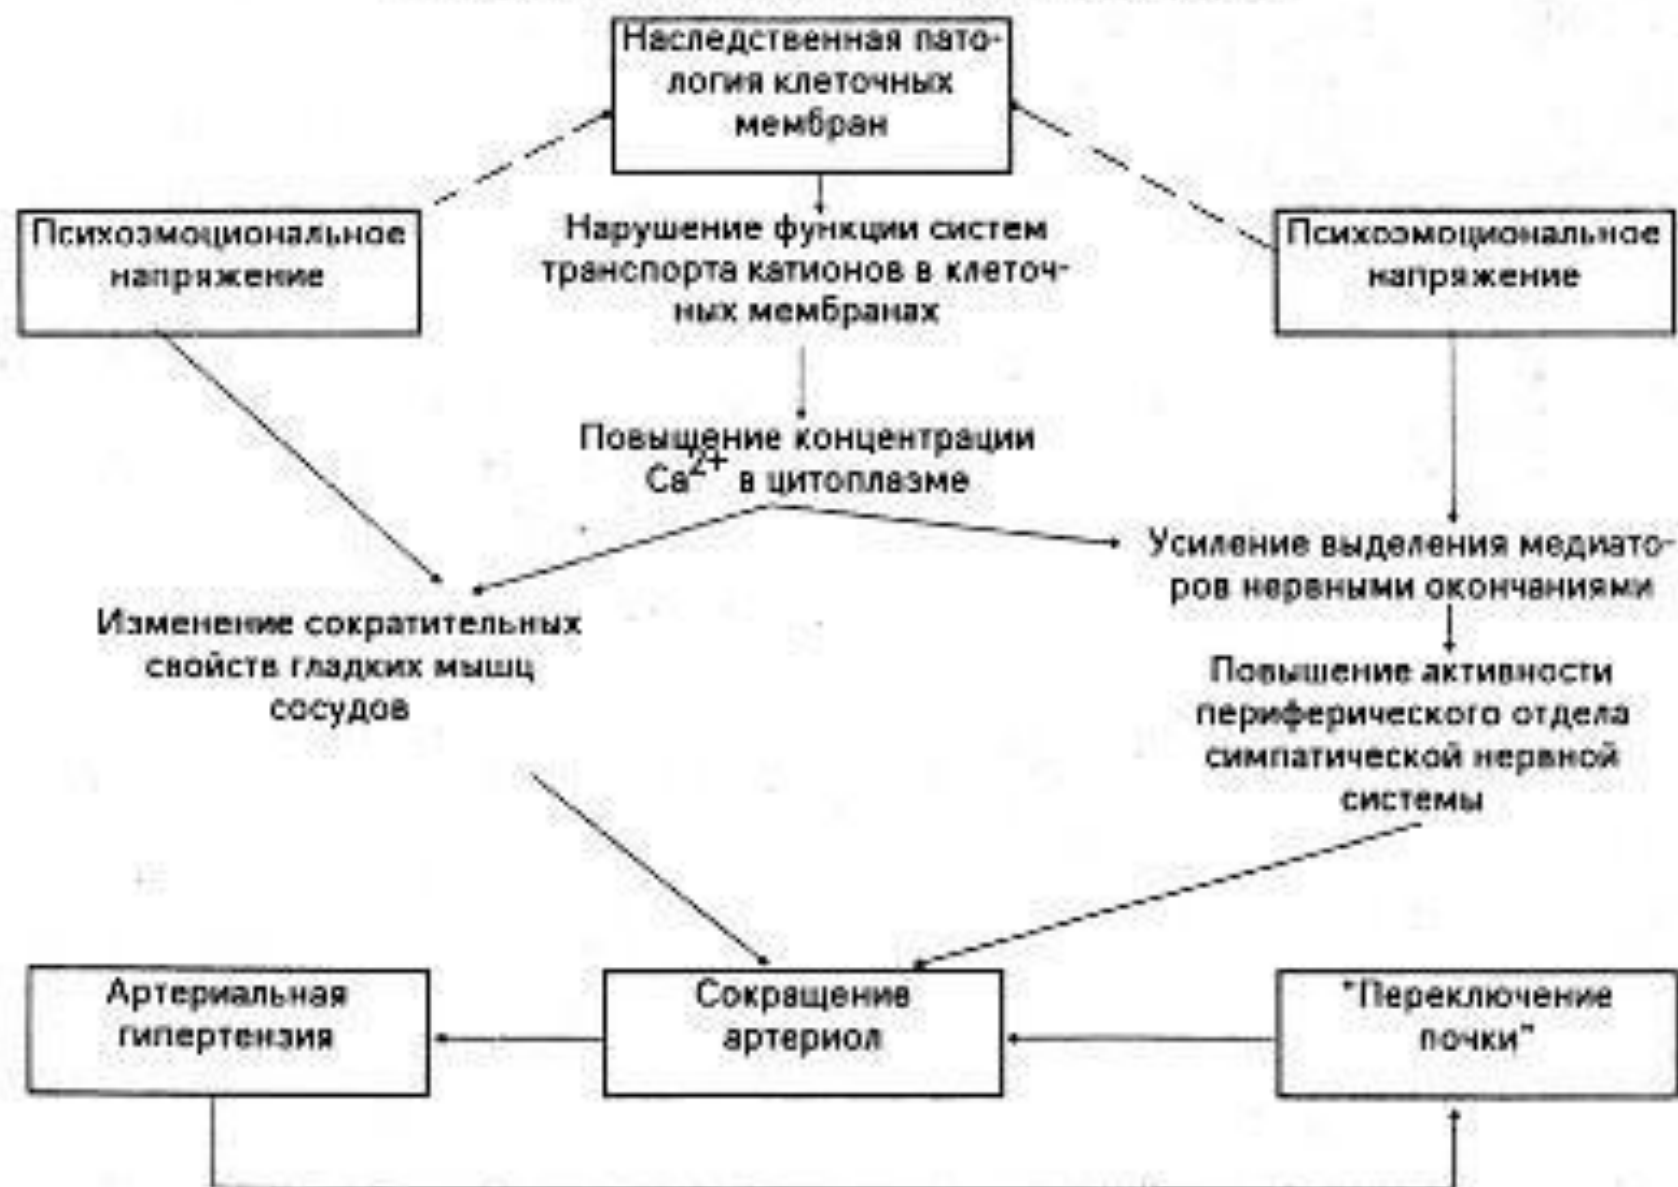 Наследственная пато-
логия клеточных
мембран
Психоэмоциональное
напряжение
Нарушение функции систем
транспорта катионов в клеточ-
ных мембранах
Психоэмоциональное
напряжение
Повышение концентрации
Ca2+ в цитоплазме
Усиление выделения медиато-
ров нервными окончаниями
Изменение сократительных
свойств гладких мышц
сосудов
Повышение активности
периферического отдела
симпатической нервной
системы
Артериальная
гипертензия
Сокращение
артериол
"Переключение
почки"